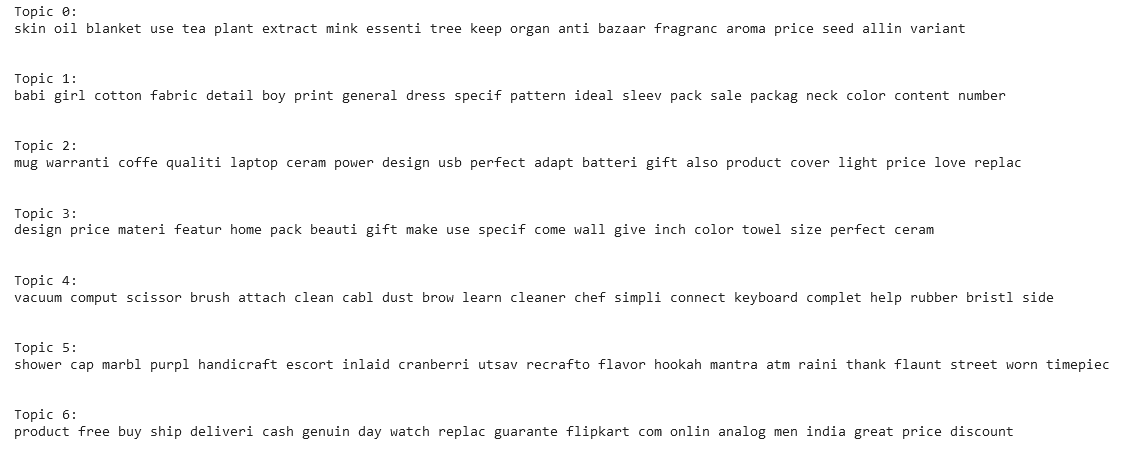 Topic 0:
skin oil blanket use tea plant extract mink essenti tree keep organ anti bazaar fragranc aroma price seed allin variant
Topic 1:
babi girl cotton fabric detail boy print general dress specif pattern ideal sleev pack sale packag neck color content number
Topic 2:
mug warranti coffe qualiti laptop ceram power design usb perfect adapt batteri gift also product cover light price love replac
Topic 3:
design price materi featur home pack beauti gift make use specif come wall give inch color towel size perfect ceram
Topic 4:
vacuum comput scissor brush attach clean cabl dust brow learn cleaner chef simpli connect keyboard complet help rubber bristl side
Topic 5:
shower cap marbl purpl handicraft escort inlaid cranberri utsav recrafto flavor hookah mantra atm raini thank flaunt street worn timepiec
Topic 6:
product free buy ship deliveri cash genuin day watch replac guarante flipkart com onlin analog men india great price discount